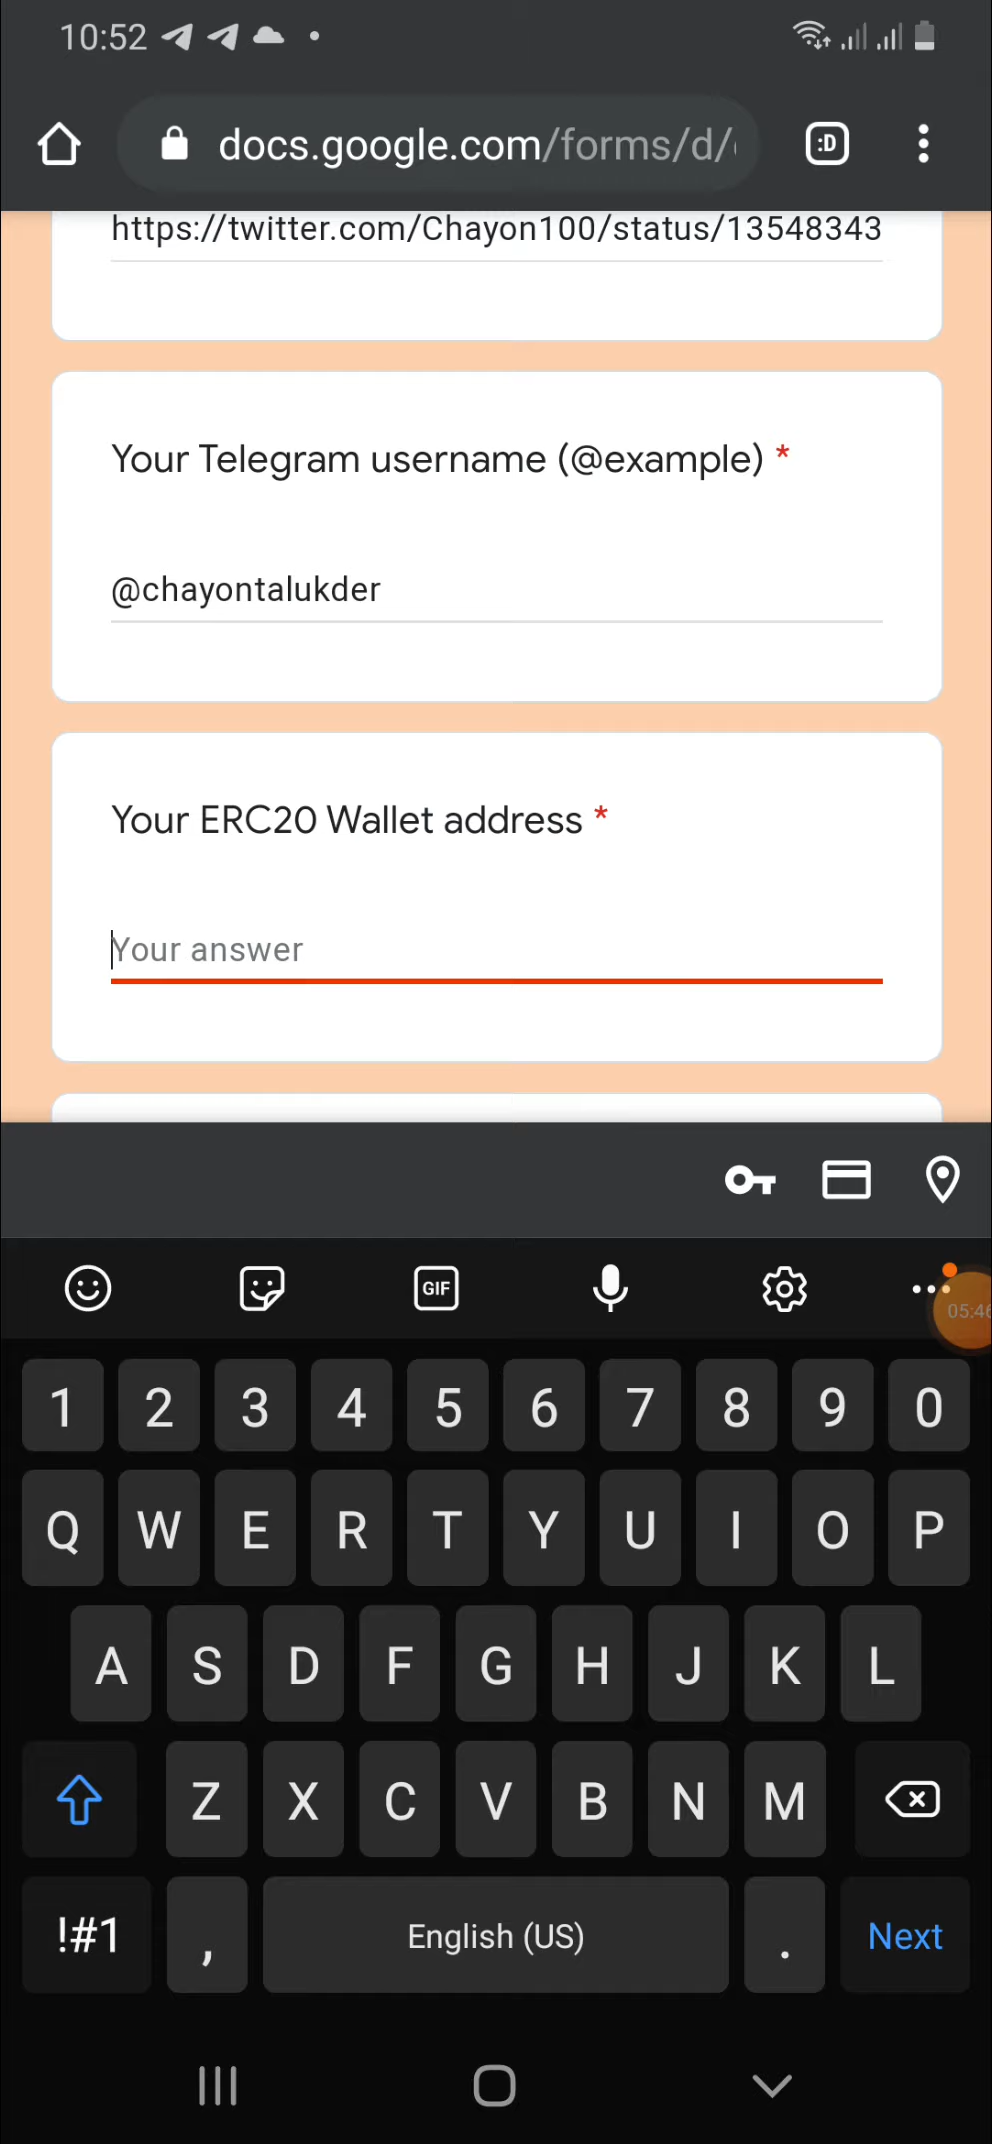 10:52
docs.google.com/forms/d/
:D
https://twitter.com/Chayon100/status/13548343
Your Telegram username (@example) *
@chayontalukder
Your ERC20 Wallet address *
Your answer
GIF
05:46
1 2 3 4 5 6 7 8 9 0
Q W E R T Y U I O P
A S D F G H J K L
Z X C V B N M
!#1 , English (US) . Next